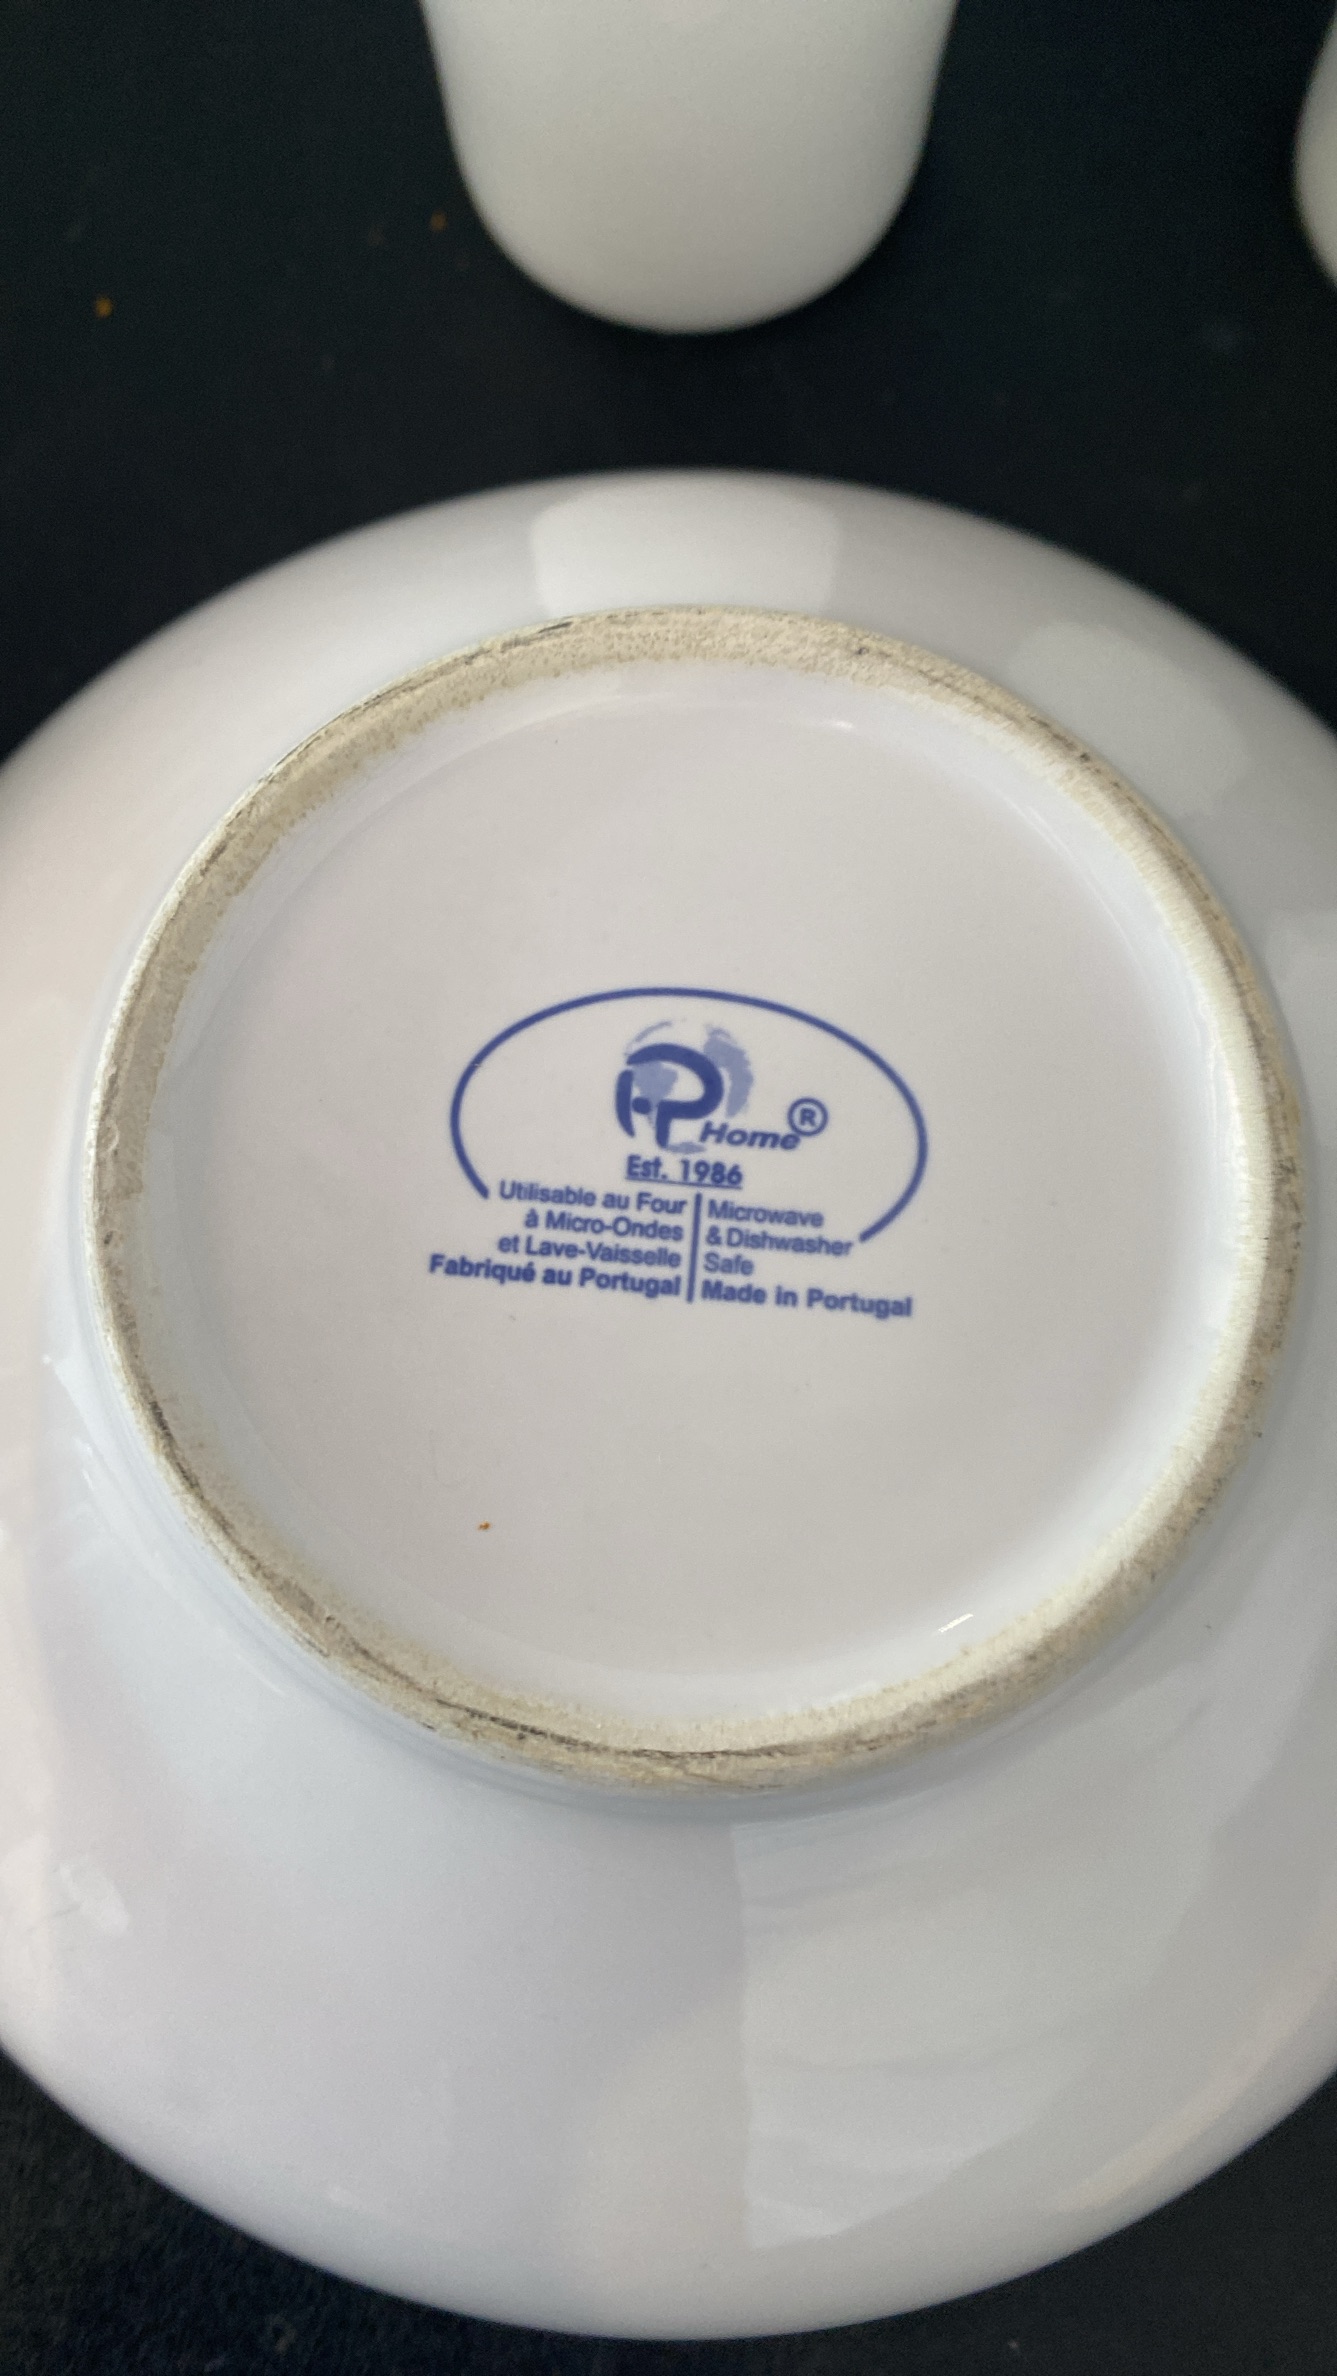 P Home®
Est. 1986
Utilisable au Four
à Micro-Ondes
et Lave-Vaisselle
Fabriqué au Portugal
Microwave
& Dishwasher
Safe
Made in Portugal